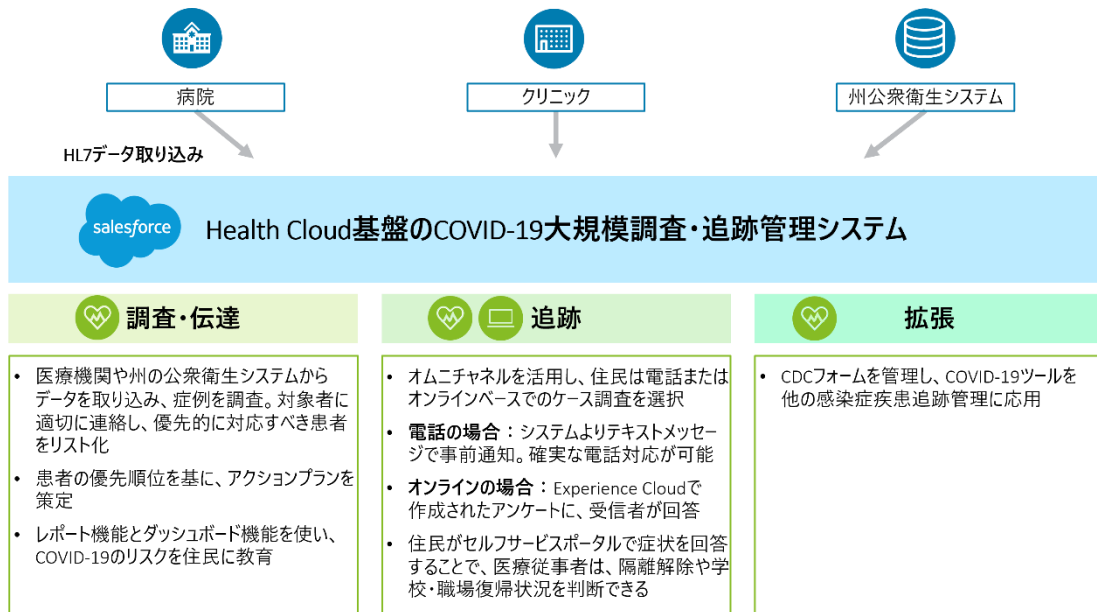 病院
クリニック
州公衆衛生システム
HL7データ取り込み
salesforce
Health Cloud基盤のCOVID-19大規模調査・追跡管理システム
調査・伝達
• 医療機関や州の公衆衛生システムから
データを取り込み、症例を調査。対象者に
適切に連絡し、優先的に対応すべき患者
をリスト化
• 患者の優先順位を基に、アクションプランを
策定
• レポート機能とダッシュボード機能を使い、
COVID-19のリスクを住民に教育
追跡
• オムニチャネルを活用し、住民は電話または
オンラインベースでのケース調査を選択
• 電話の場合：システムよりテキストメッセー
ジで事前通知。確実な電話対応が可能
• オンラインの場合：Experience Cloudで
作成されたアンケートに、受信者が回答
• 住民がセルフサービスポータルで症状を回答
することで、医療従事者は、隔離解除や学
校・職場復帰状況を判断できる
拡張
• CDCフォームを管理し、COVID-19ツールを
他の感染症疾患追跡管理に応用